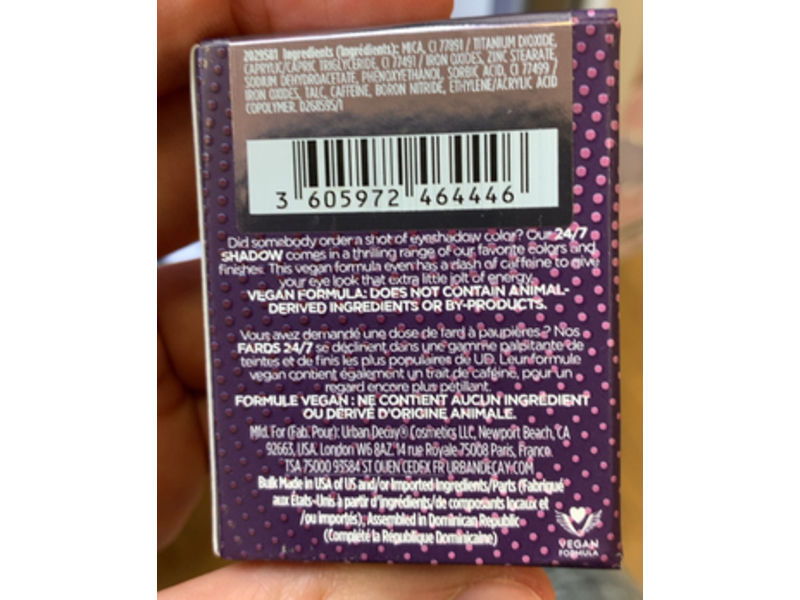 2029581 Ingredients (Ingrédients): MICA, CI 77891 / TITANIUM DIOXIDE,
CAPRYLIC/CAPRIC TRIGLYCERIDE, CI 77491 / IRON OXIDES, ZINC STEARATE,
SODIUM DEHYDROACETATE, PHENOXYETHANOL, SORBIC ACID, CI 77499 /
IRON OXIDES, TALC, CAFFEINE, BORON NITRIDE, ETHYLENE/ACRYLIC ACID
COPOLYMER. D268595/1
3 605972 464446
Did somebody order a shot of eyeshadow color? Our 24/7
SHADOW comes in a thrilling range of our favorite colors and
finishes. This vegan formula even has a dash of caffeine to give
your eye look that extra little jolt of energy.
VEGAN FORMULA: DOES NOT CONTAIN ANIMAL-
DERIVED INGREDIENTS OR BY-PRODUCTS.
Vous avez demandé une dose de fard à paupières ? Nos
FARDS 24/7 se déclinent dans une gamme palpitante de
teintes et de finis les plus populaires de UD. Leur formule
vegan contient également un trait de caféine, pour un
regard encore plus pétillant.
FORMULE VEGAN : NE CONTIENT AUCUN INGRÉDIENT
OU DÉRIVÉ D'ORIGINE ANIMALE.
Mfd. For (Fab. Pour): Urban Decay® Cosmetics LLC, Newport Beach, CA
92663, USA. London W6 8AZ. 14 rue Royale 75008 Paris, France.
TSA 75000 93584 ST OUEN CEDEX FR URBANDECAY.COM
Bulk Made in USA of US and/or Imported Ingredients/Parts (Fabriqué
aux États-Unis à partir d'ingrédients/de composants locaux et
/ou importés), Assembled in Dominican Republic
(Complété la République Dominicaine)
VEGAN
FORMULA